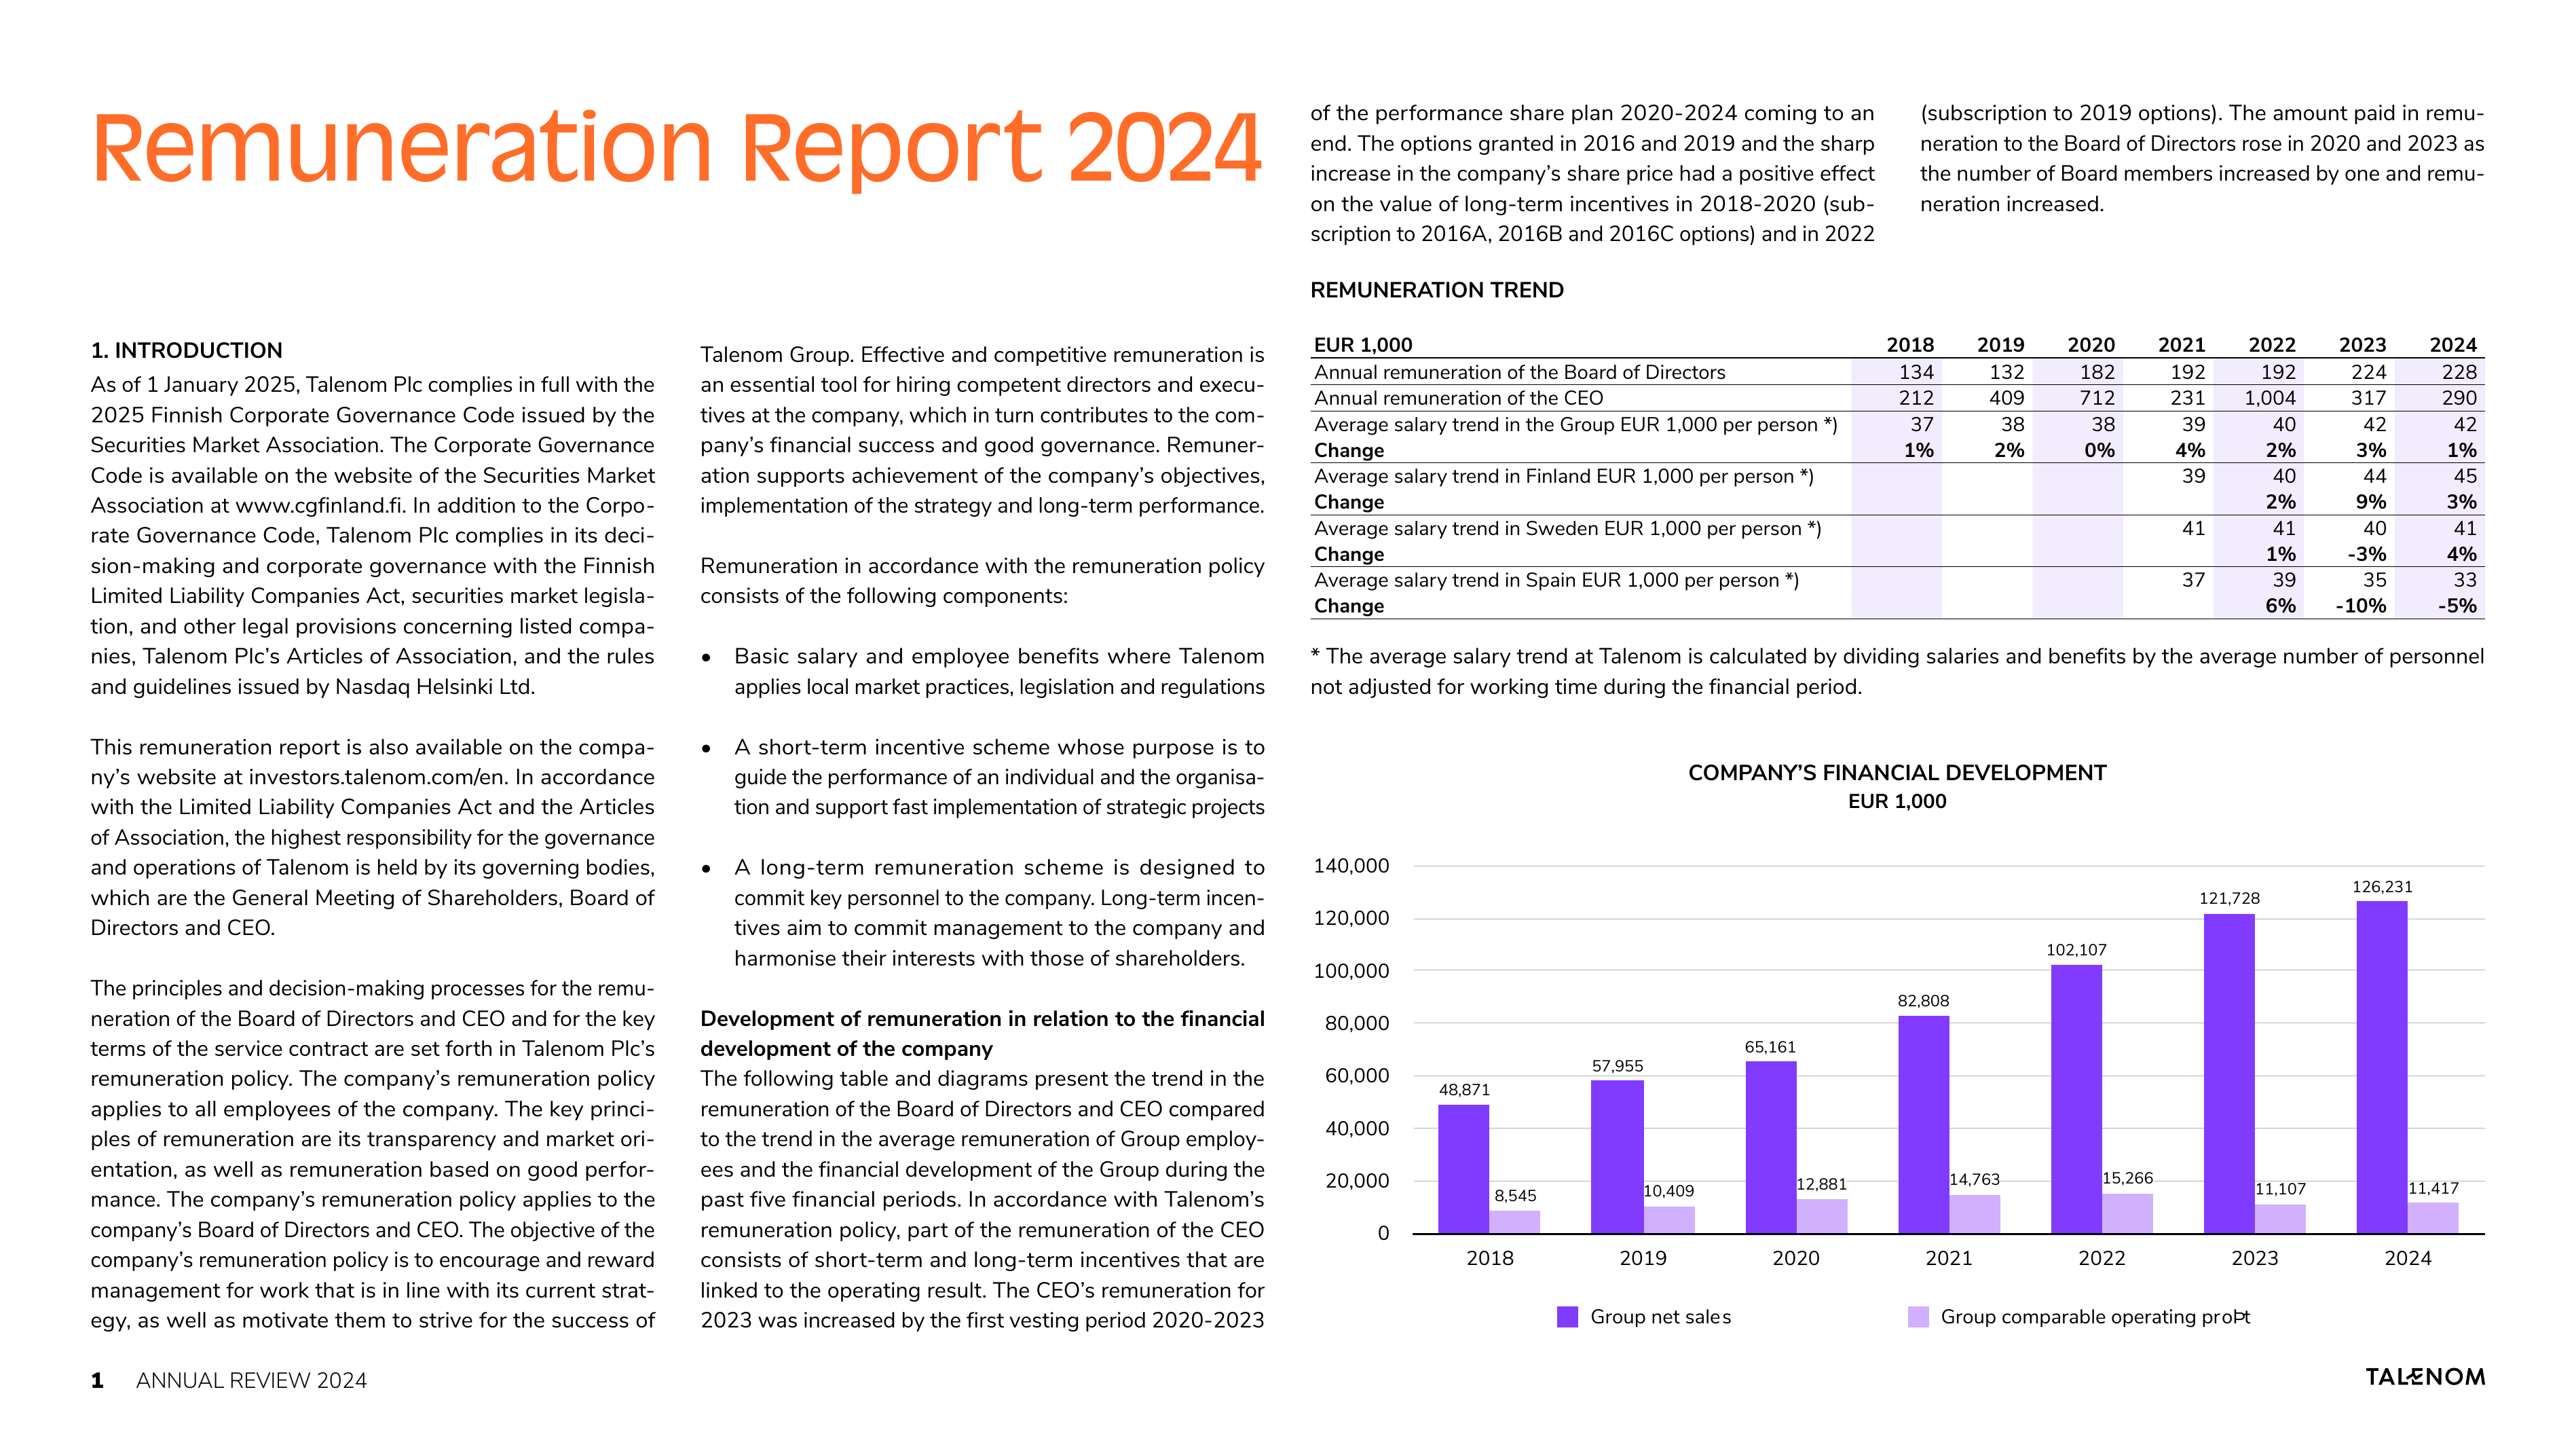 Remuneration Report 2024
1. INTRODUCTION
As of 1 January 2025, Talenom Plc complies in full with the
2025 Finnish Corporate Governance Code issued by the
Securities Market Association. The Corporate Governance
Code is available on the website of the Securities Market
Association at www.cgfinland.fi. In addition to the Corpo-
rate Governance Code, Talenom Plc complies in its deci-
sion-making and corporate governance with the Finnish
Limited Liability Companies Act, securities market legisla-
tion, and other legal provisions concerning listed compa-
nies, Talenom Plc's Articles of Association, and the rules
and guidelines issued by Nasdaq Helsinki Ltd.
This remuneration report is also available on the compa-
ny's website at investors.talenom.com/en. In accordance
with the Limited Liability Companies Act and the Articles
of Association, the highest responsibility for the governance
and operations of Talenom is held by its governing bodies,
which are the General Meeting of Shareholders, Board of
Directors and CEO.
The principles and decision-making processes for the remu-
neration of the Board of Directors and CEO and for the key
terms of the service contract are set forth in Talenom Plc's
remuneration policy. The company's remuneration policy
applies to all employees of the company. The key princi-
ples of remuneration are its transparency and market ori-
entation, as well as remuneration based on good perfor-
mance. The company's remuneration policy applies to the
company's Board of Directors and CEO. The objective of the
company's remuneration policy is to encourage and reward
management for work that is in line with its current strat-
egy, as well as motivate them to strive for the success of
Talenom Group. Effective and competitive remuneration is
an essential tool for hiring competent directors and execu-
tives at the company, which in turn contributes to the com-
pany's financial success and good governance. Remuner-
ation supports achievement of the company's objectives,
implementation of the strategy and long-term performance.
Remuneration in accordance with the remuneration policy
consists of the following components:
• Basic salary and employee benefits where Talenom
applies local market practices, legislation and regulations
• A short-term incentive scheme whose purpose is to
guide the performance of an individual and the organisa-
tion and support fast implementation of strategic projects
• A long-term remuneration scheme is designed to
commit key personnel to the company. Long-term incen-
tives aim to commit management to the company and
harmonise their interests with those of shareholders.
Development of remuneration in relation to the financial
development of the company
The following table and diagrams present the trend in the
remuneration of the Board of Directors and CEO compared
to the trend in the average remuneration of Group employ-
ees and the financial development of the Group during the
past five financial periods. In accordance with Talenom's
remuneration policy, part of the remuneration of the CEO
consists of short-term and long-term incentives that are
linked to the operating result. The CEO's remuneration for
2023 was increased by the first vesting period 2020-2023
of the performance share plan 2020-2024 coming to an
end. The options granted in 2016 and 2019 and the sharp
increase in the company's share price had a positive effect
on the value of long-term incentives in 2018-2020 (sub-
scription to 2016A, 2016B and 2016C options) and in 2022
(subscription to 2019 options). The amount paid in remu-
neration to the Board of Directors rose in 2020 and 2023 as
the number of Board members increased by one and remu-
neration increased.
REMUNERATION TREND
EUR 1,000 2018 2019 2020 2021 2022 2023 2024
Annual remuneration of the Board of Directors 134 132 182 192 192 224 228
Annual remuneration of the CEO 212 409 712 231 1,004 317 290
Average salary trend in the Group EUR 1,000 per person *) 37 38 38 39 40 42 42
Change 1% 2% 0% 4% 2% 3% 1%
Average salary trend in Finland EUR 1,000 per person *) 39 40 44 45
Change 2% 9% 3%
Average salary trend in Sweden EUR 1,000 per person *) 41 41 40 41
Change 1% -3% 4%
Average salary trend in Spain EUR 1,000 per person *) 37 39 35 33
Change 6% -10% -5%
* The average salary trend at Talenom is calculated by dividing salaries and benefits by the average number of personnel
not adjusted for working time during the financial period.
COMPANY'S FINANCIAL DEVELOPMENT
EUR 1,000
140,000
120,000
100,000
80,000
60,000
40,000
20,000
0
48,871 8,545
57,955 10,409
65,161 12,881
82,808 14,763
102,107 15,266
121,728 11,107
126,231 11,417
2018 2019 2020 2021 2022 2023 2024
Group net sales Group comparable operating profit
1 ANNUAL REVIEW 2024
TALENOM